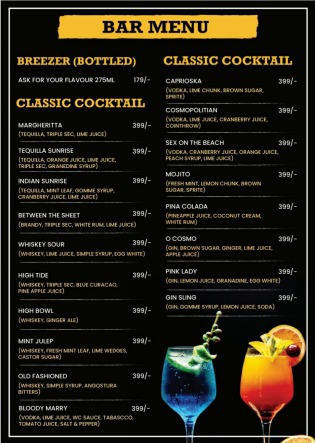 BAR MENU
BREEZER (BOTTLED)
ASK FOR YOUR FLAVOUR 275ML 179/-
CLASSIC COCKTAIL
MARGHERITTA 399/-
(TEQUILLA, TRIPLE SEC, LIME JUICE)
TEQUILLA SUNRISE 399/-
(TEQUILLA, ORANGE JUICE, LIME JUICE,
TRIPLE SEC, GRANEDINE SYRUP)
INDIAN SUNRISE 399/-
(TEQUILLA, MINT LEAF, GOMME SYRUP,
CRANBERRY JUICE, LIME JUICE)
BETWEEN THE SHEET 399/-
(BRANDY, TRIPLE SEC, WHITE RUM, LIME JUICE)
WHISKEY SOUR 399/-
(WHISKEY, LIME JUICE, SIMPLE SYRUP, EGG WHITE)
HIGH TIDE 399/-
(WHISKEY, TRIPLE SEC, BLUE CURACAO,
PINE APPLE JUICE)
HIGH BOWL 399/-
(WHISKEY, GINGER ALE)
MINT JULEP 399/-
(WHISKEY, FRESH MINT LEAF, LIME WEDGES,
CASTOR SUGAR)
OLD FASHIONED 399/-
(WHISKEY, SIMPLE SYRUP, ANGOSTURA
BITTERS)
BLOODY MARRY 399/-
(VODKA, LIME JUICE, WC SAUCE, TABASCCO,
TOMATO JUICE, SALT & PEPPER)
CLASSIC COCKTAIL
CAPRIOSKA 399/-
(VODKA, LIME CHUNK, BROWN SUGAR,
SPRITE)
COSMOPOLITIAN 399/-
(VODKA, LIME JUICE, CRANBERRY JUICE,
COINTHROW)
SEX ON THE BEACH 399/-
(VODKA, CRANBERRY JUICE, ORANGE JUICE,
PEACH SYRUP, LIME JUICE)
MOJITO 399/-
(FRESH MINT, LEMON CHUNK, BROWN
SUGAR, SPRITE)
PINA COLADA 399/-
(PINEAPPLE JUICE, COCONUT CREAM,
WHITE RUM)
O COSMO 399/-
(GIN, BROWN SUGAR, GINGER, LIME JUICE,
APPLE JUICE)
PINK LADY 399/-
(GIN, LEMON JUICE, GRANADINE, EGG WHITE)
GIN SLING 399/-
(GIN, GOMME SYRUP, LEMON JUICE, SODA)